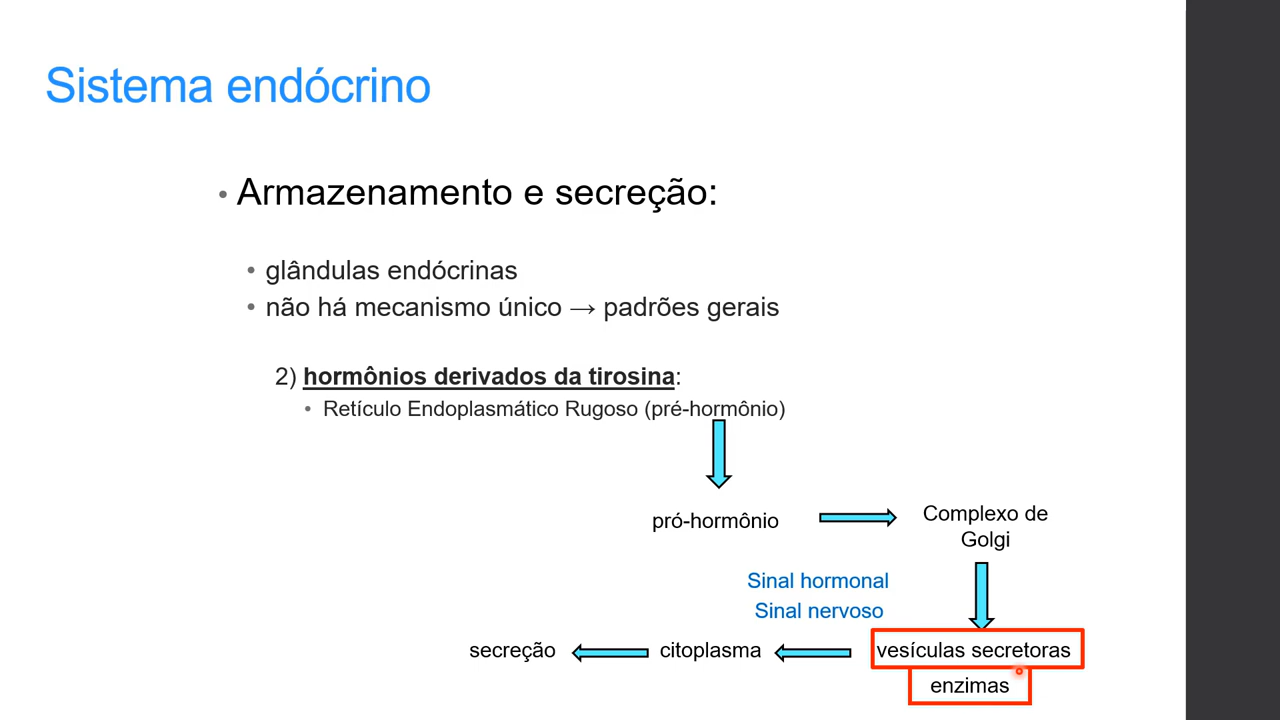 Sistema endócrino
• Armazenamento e secreção:
• glândulas endócrinas
• não há mecanismo único → padrões gerais
2) hormônios derivados da tirosina:
• Retículo Endoplasmático Rugoso (pré-hormônio)
pró-hormônio
Complexo de
Golgi
Sinal hormonal
Sinal nervoso
secreção
citoplasma
vesículas secretoras
enzimas